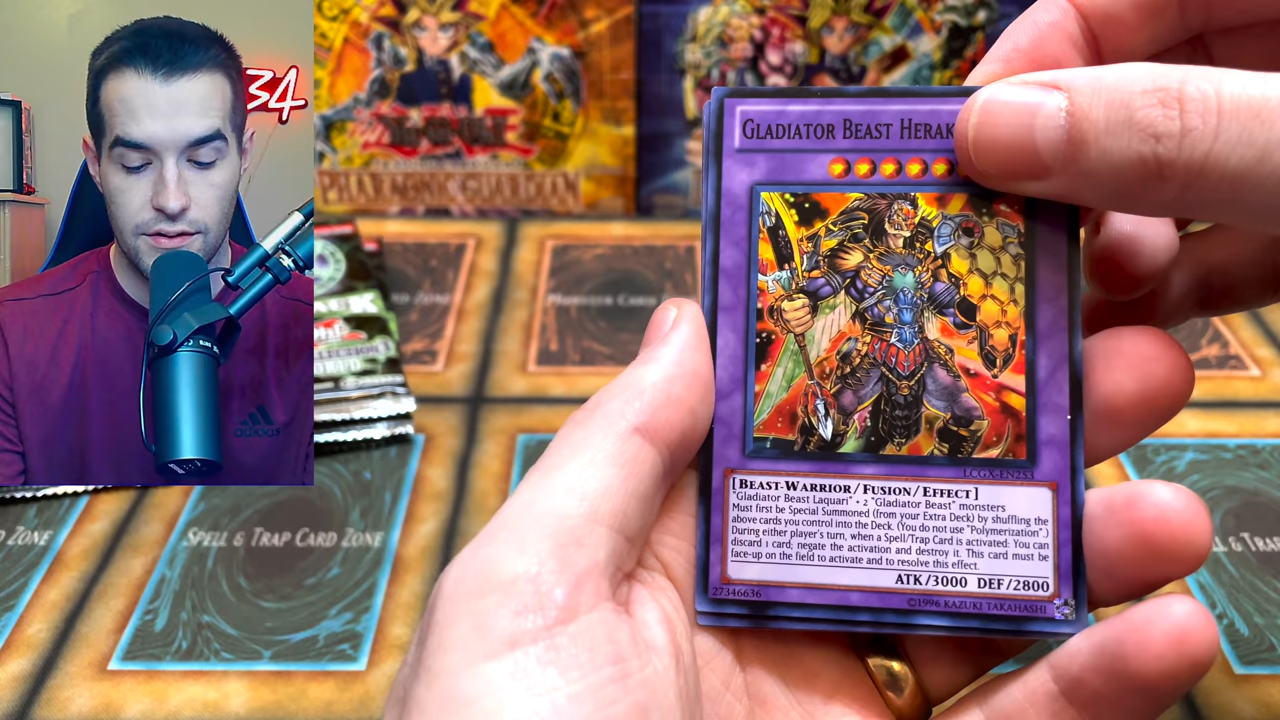 34
PHARAONIC GUARDIAN
GLADIATOR BEAST HERAK
LCGX-EN253
[BEAST-WARRIOR/FUSION/EFFECT]
"Gladiator Beast Laquari" + 2 "Gladiator Beast" monsters
Must first be Special Summoned (from your Extra Deck) by shuffling the
above cards you control into the Deck. (You do not use "Polymerization".)
During either player's turn, when a Spell/Trap Card is activated: You can
discard 1 card; negate the activation and destroy it. This card must be
face-up on the field to activate and to resolve this effect.
ATK/3000 DEF/2800
27346636
©1996 KAZUKI TAKAHASHI
adidas
MONSTER CARD
SPELL & TRAP CARD ZONE
D ZONE